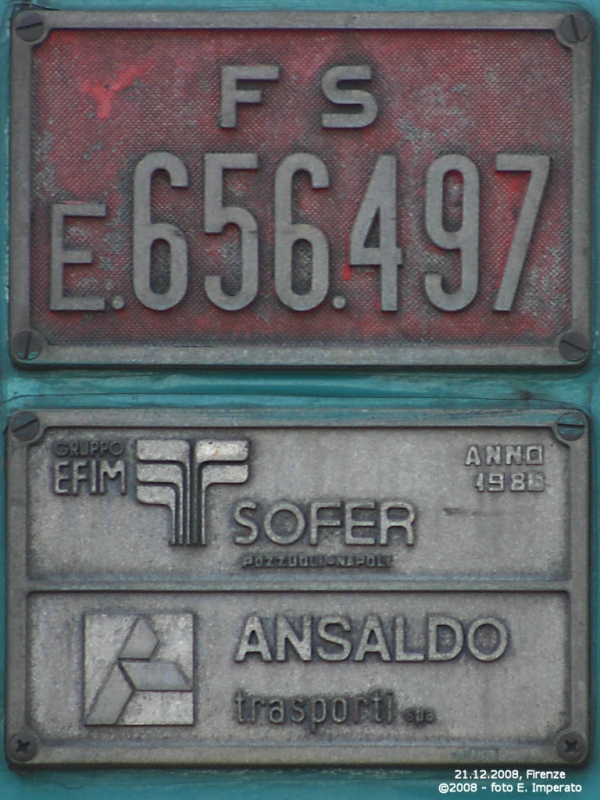 FS
E.656.497
GRUPPO
EFIM
ANNO
SOFER
POZZUOLI-NAPOLI
ANSALDO
trasporti spa
21.12.2008, Firenze
©2008 - foto E. Imperato